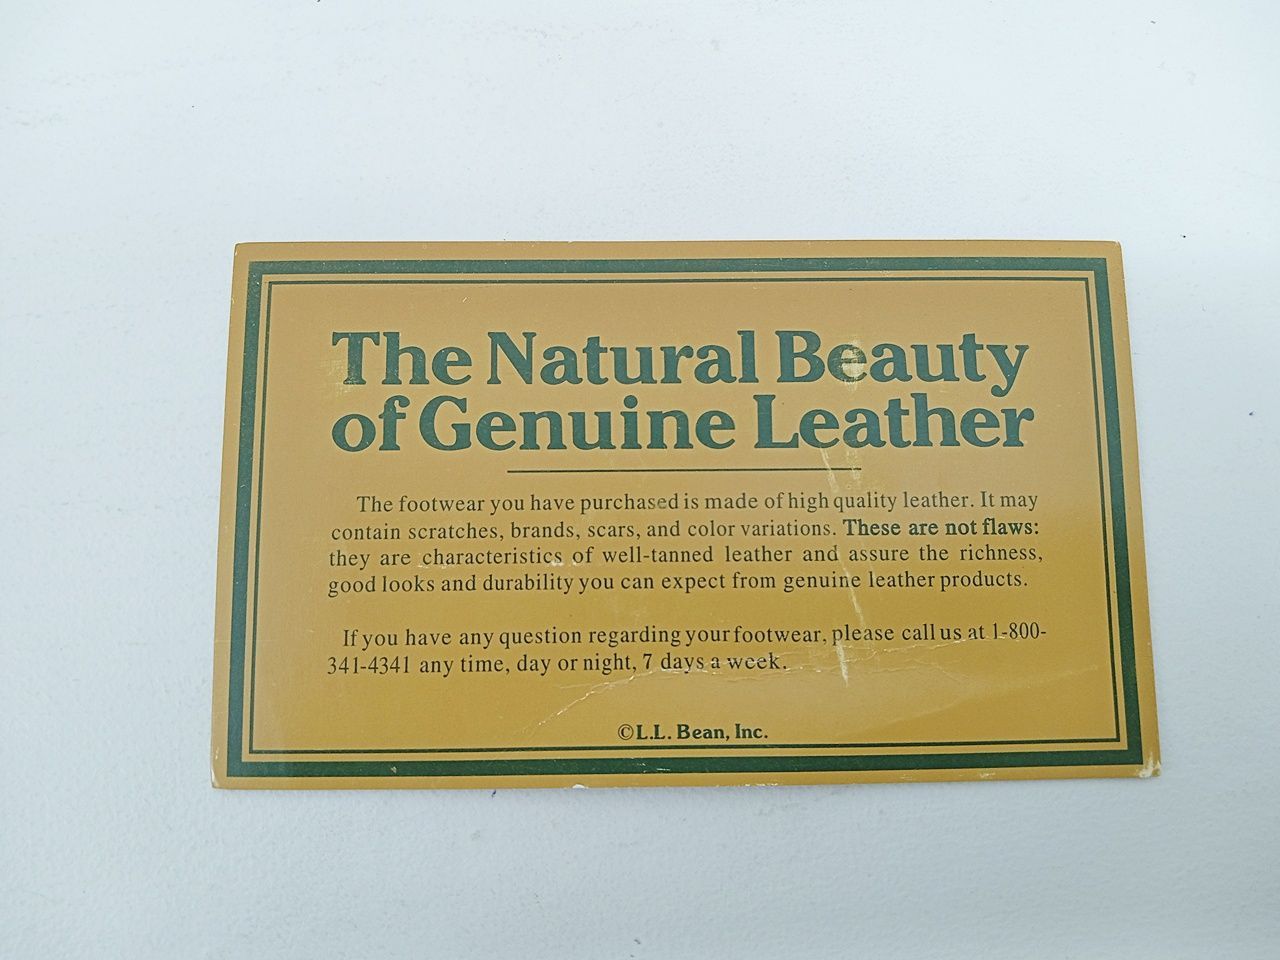 The Natural Beauty
of Genuine Leather
The footwear you have purchased is made of high quality leather. It may
contain scratches, brands, scars, and color variations. These are not flaws:
they are characteristics of well-tanned leather and assure the richness,
good looks and durability you can expect from genuine leather products.
If you have any question regarding your footwear, please call us at 1-800-
341-4341 any time, day or night, 7 days a week.
©L.L. Bean, Inc.